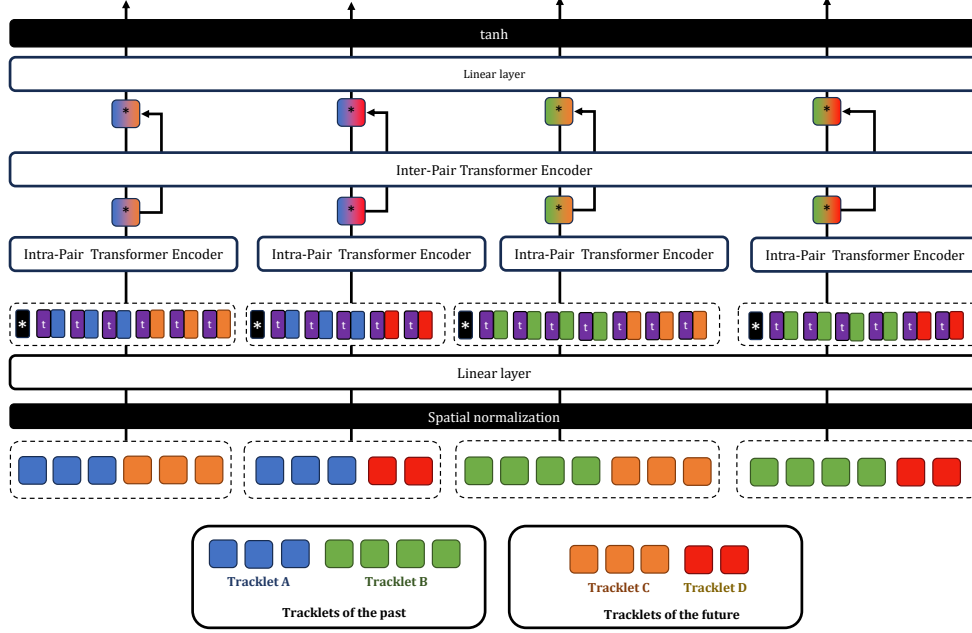 tanh
Linear layer
* * * *
Inter-Pair Transformer Encoder
* * * *
Intra-Pair Transformer Encoder Intra-Pair Transformer Encoder Intra-Pair Transformer Encoder Intra-Pair Transformer Encoder
* t t t t t t * t t t t t * t t t t t t t * t t t t t t
Linear layer
Spatial normalization
Tracklet A Tracklet B Tracklet C Tracklet D
Tracklets of the past Tracklets of the future